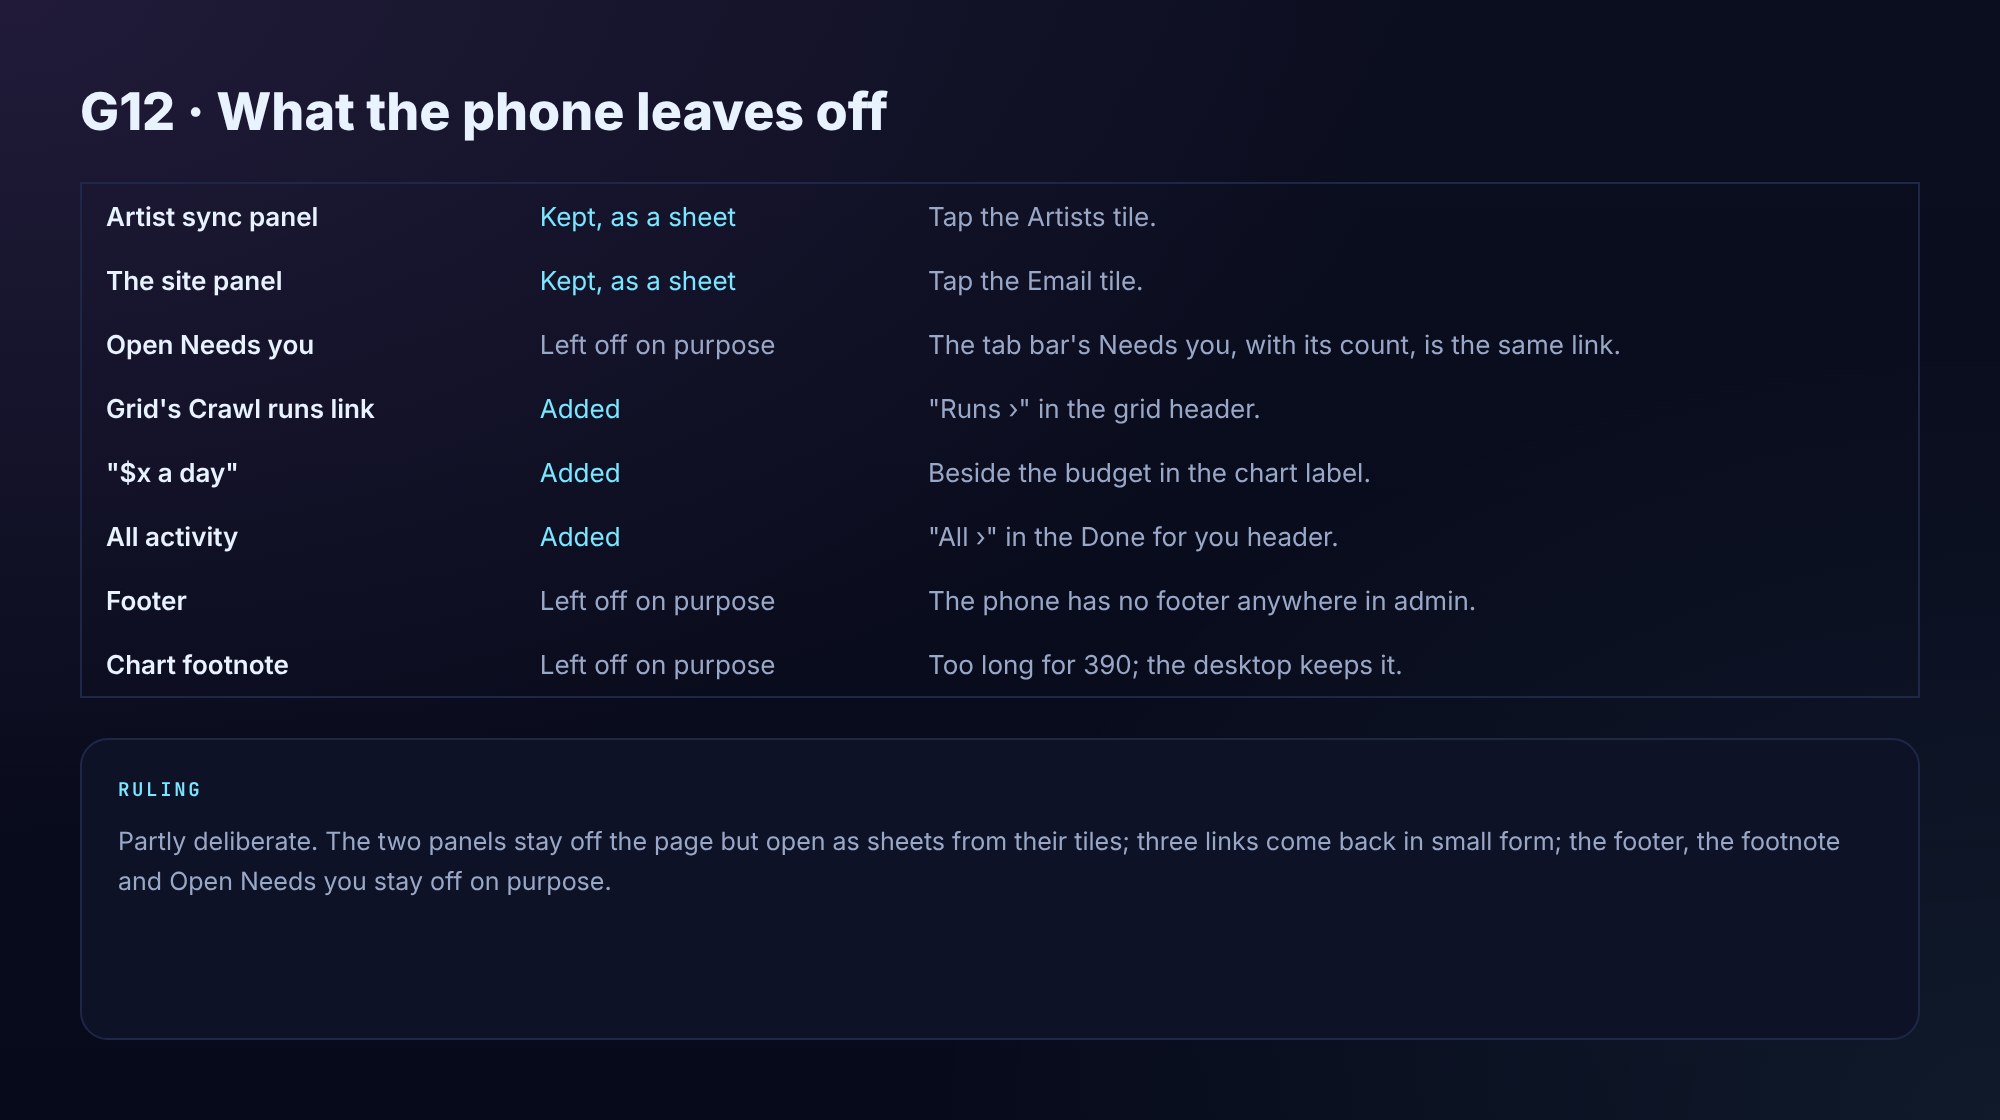 G12 · What the phone leaves off
Artist sync panel Kept, as a sheet Tap the Artists tile.
The site panel Kept, as a sheet Tap the Email tile.
Open Needs you Left off on purpose The tab bar's Needs you, with its count, is the same link.
Grid's Crawl runs link Added "Runs ›" in the grid header.
"$x a day" Added Beside the budget in the chart label.
All activity Added "All ›" in the Done for you header.
Footer Left off on purpose The phone has no footer anywhere in admin.
Chart footnote Left off on purpose Too long for 390; the desktop keeps it.
RULING
Partly deliberate. The two panels stay off the page but open as sheets from their tiles; three links come back in small form; the footer, the footnote
and Open Needs you stay off on purpose.